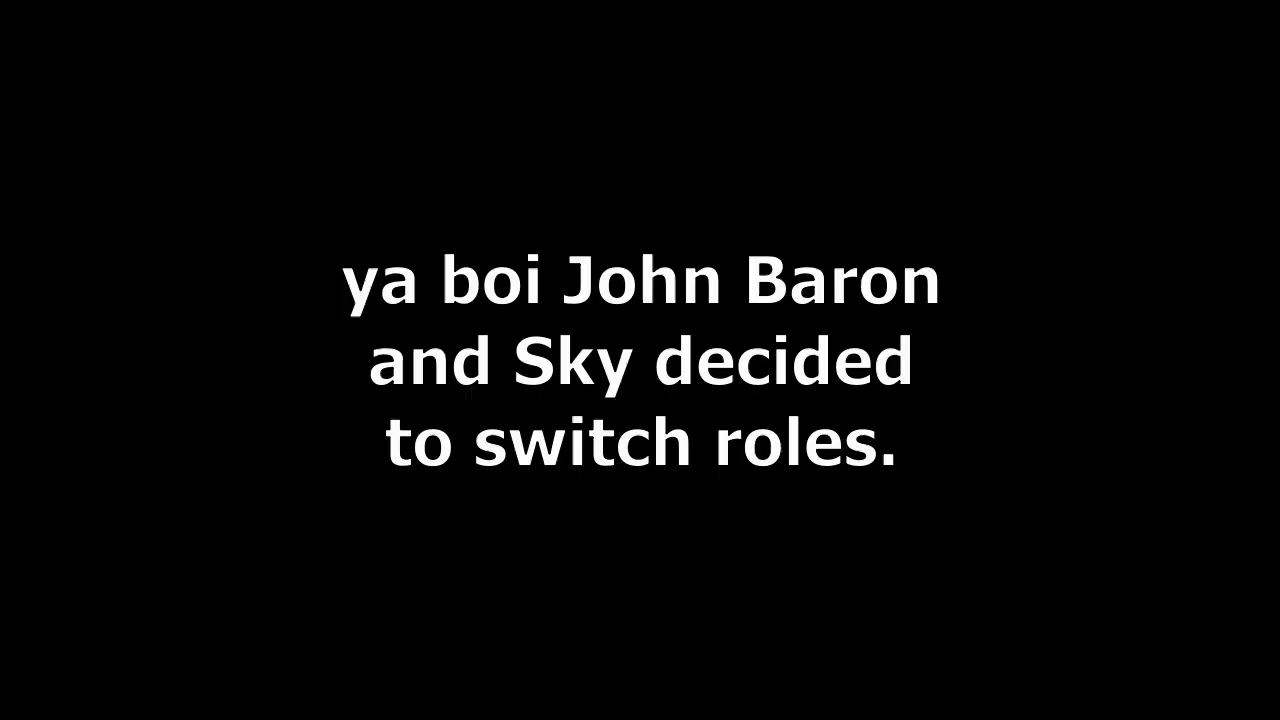 ya boi John Baron
and Sky decided
to switch roles.